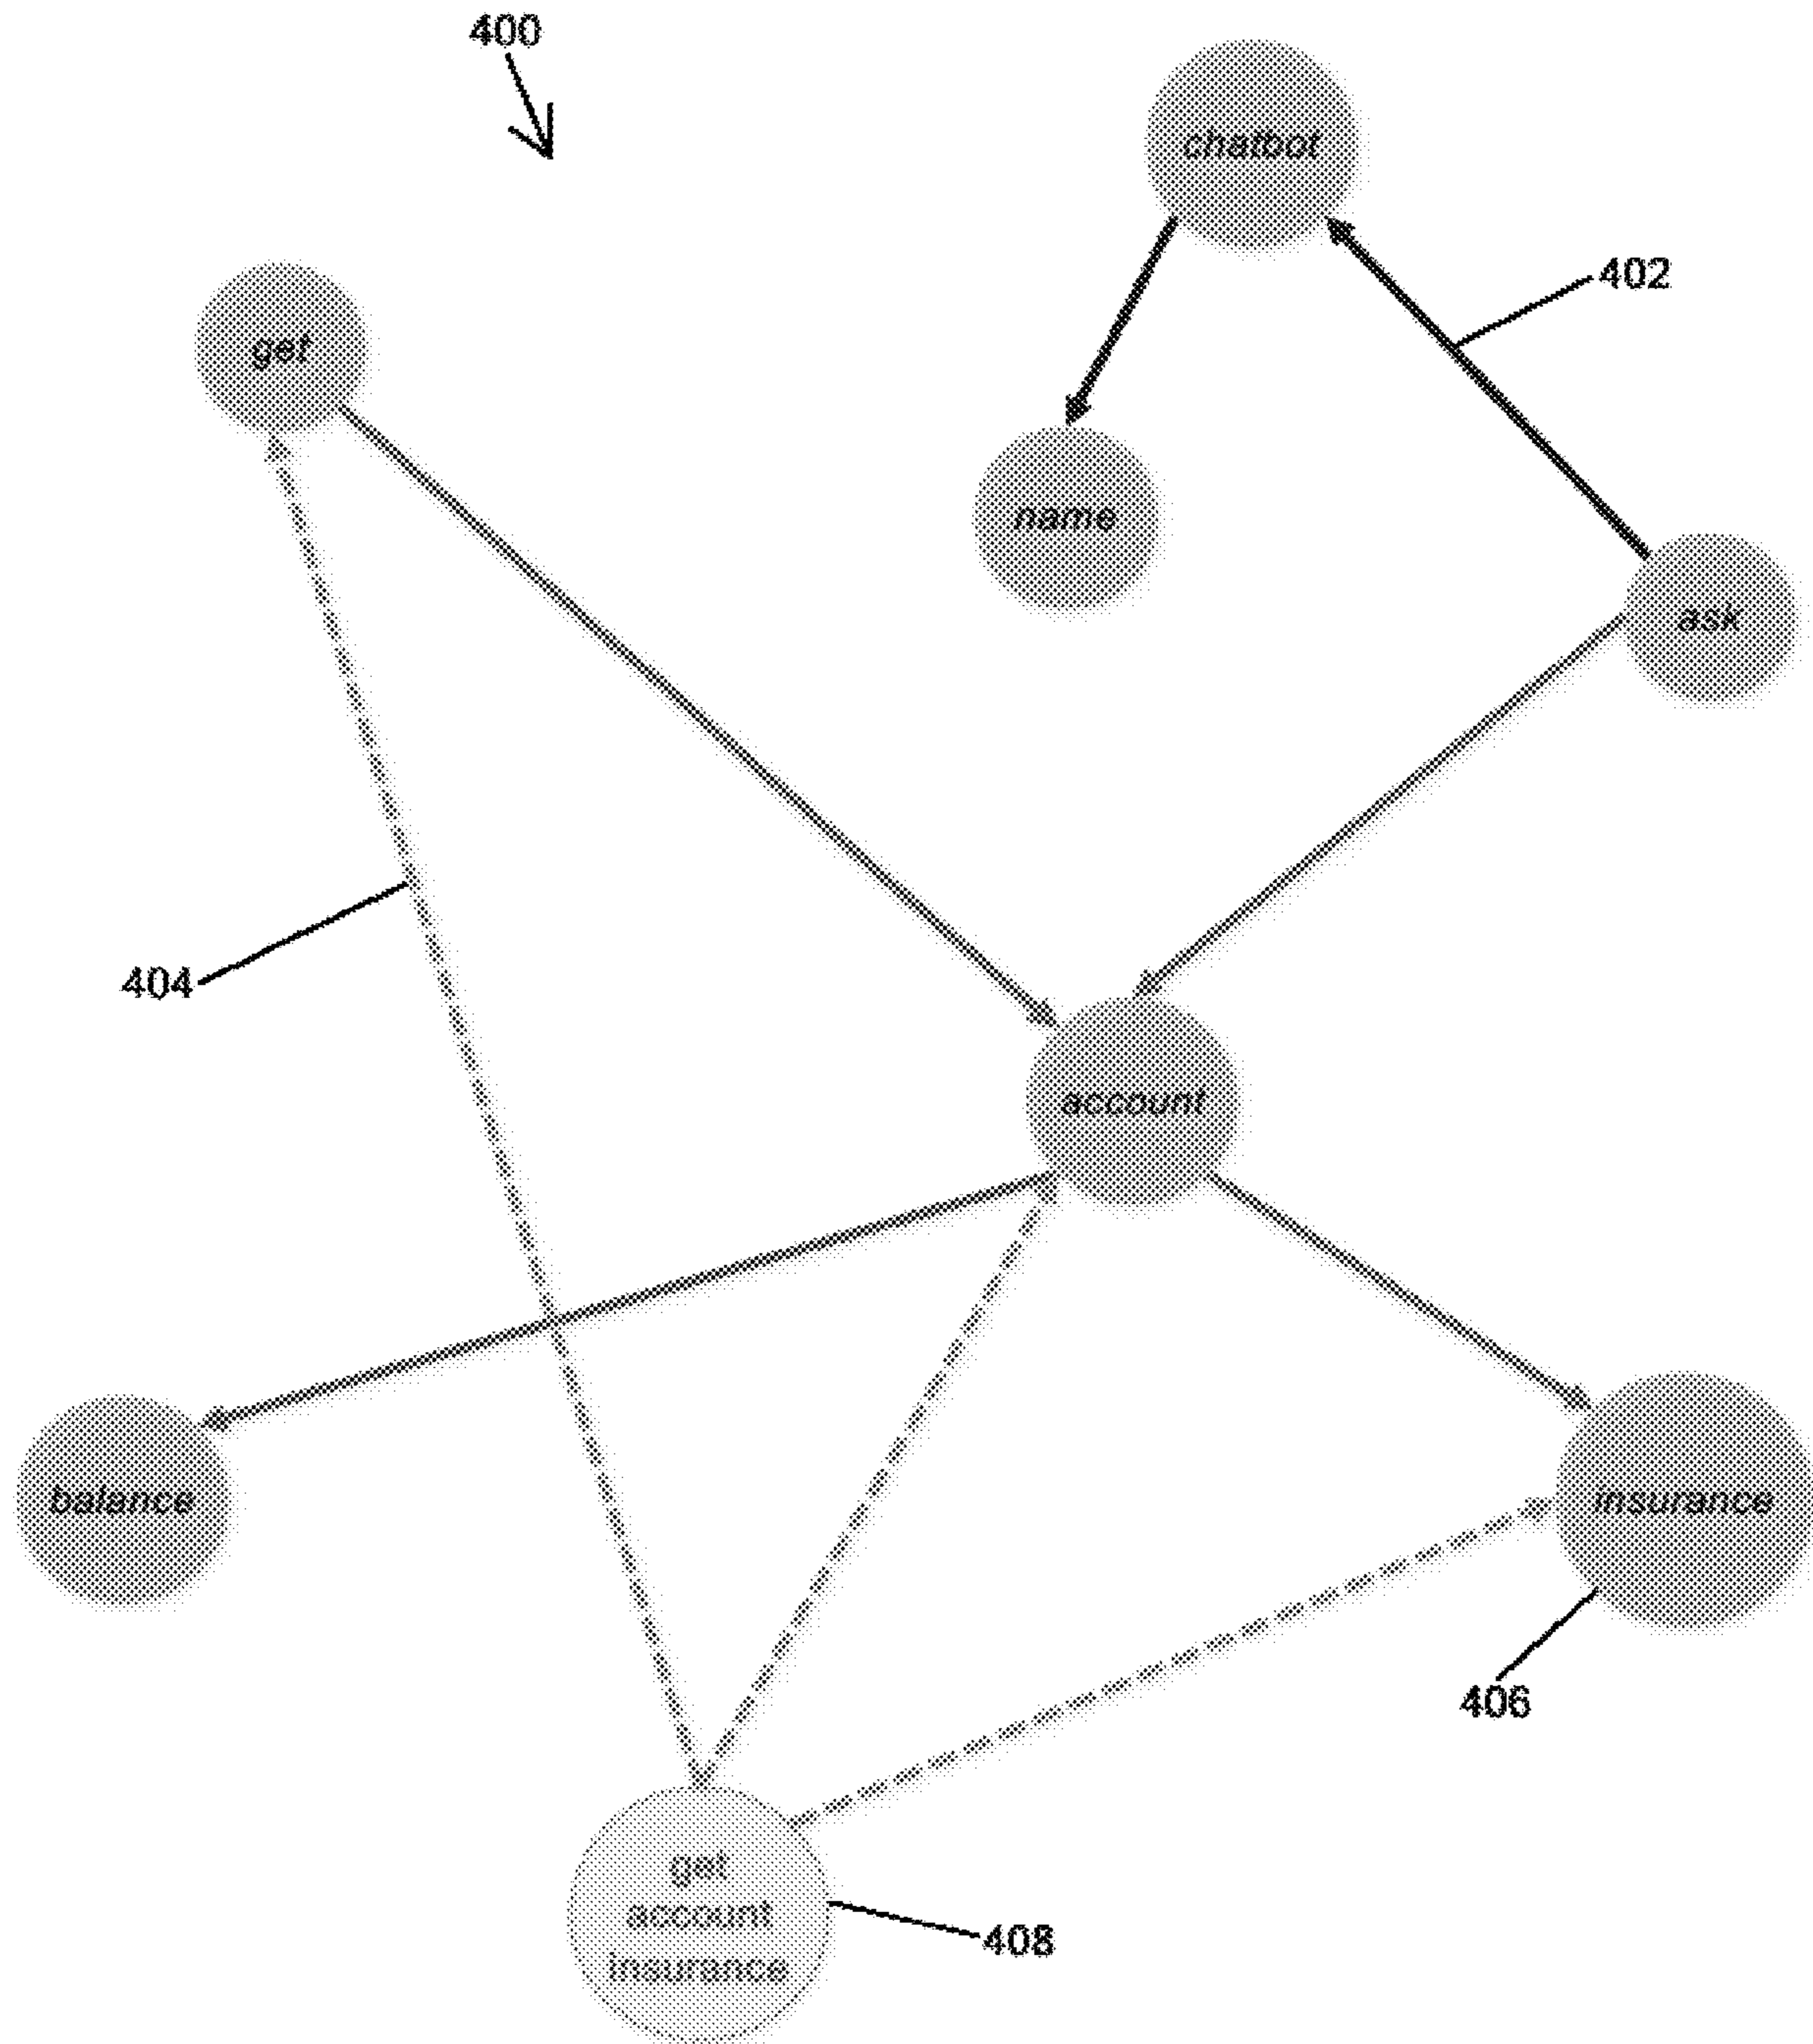 400
chatbot
402
get
name
ask
404
account
balance
insurance
406
get
account
insurance
408